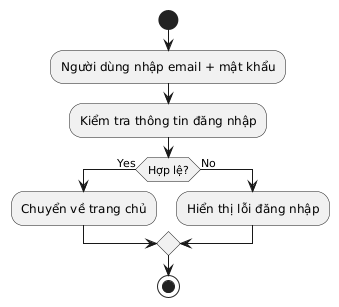 Người dùng nhập email + mật khẩu
Kiểm tra thông tin đăng nhập
Hợp lệ?
Yes
No
Chuyển về trang chủ
Hiển thị lỗi đăng nhập